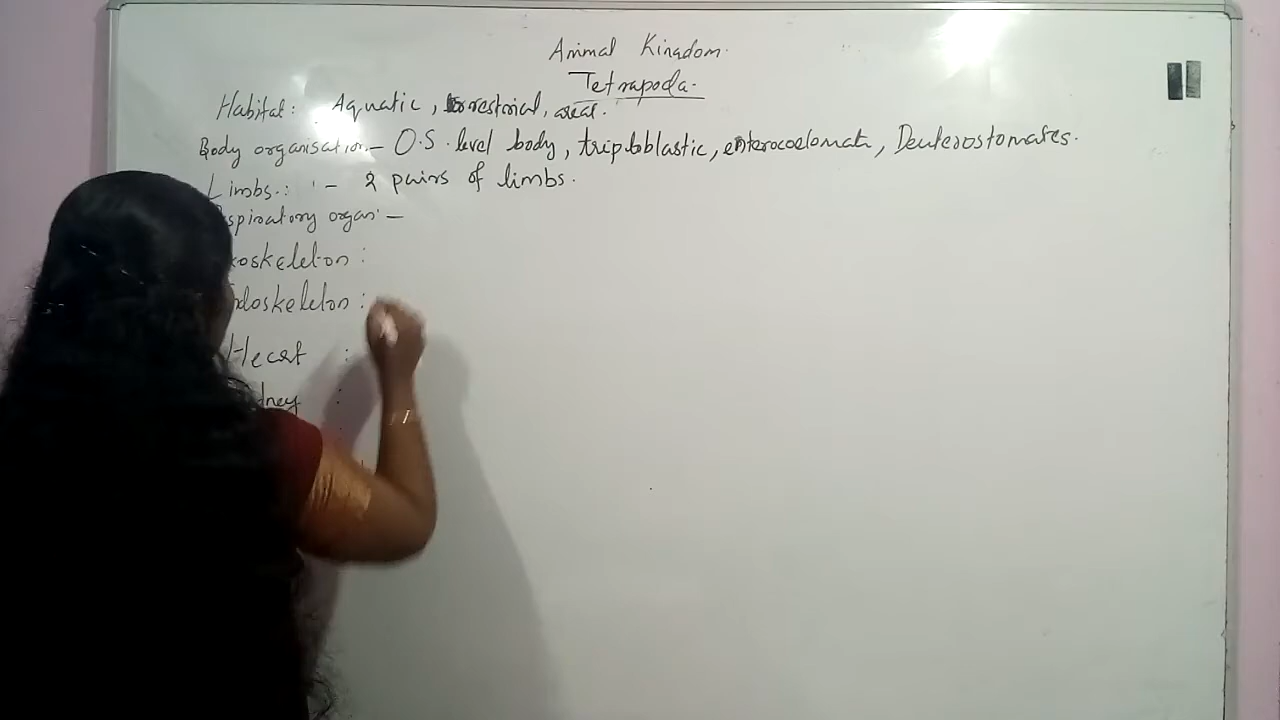 Animal Kingdom.
Tetrapoda.
Habitat: Aquatic, terrestrial, areal.
Body organisation - O.S. level body, triploblastic, enterocoelomate, Deuterostomates.
Limbs: - 2 pairs of limbs.
spiratory organ -
oskeleton :
doskeleton :
Heart :
dney :